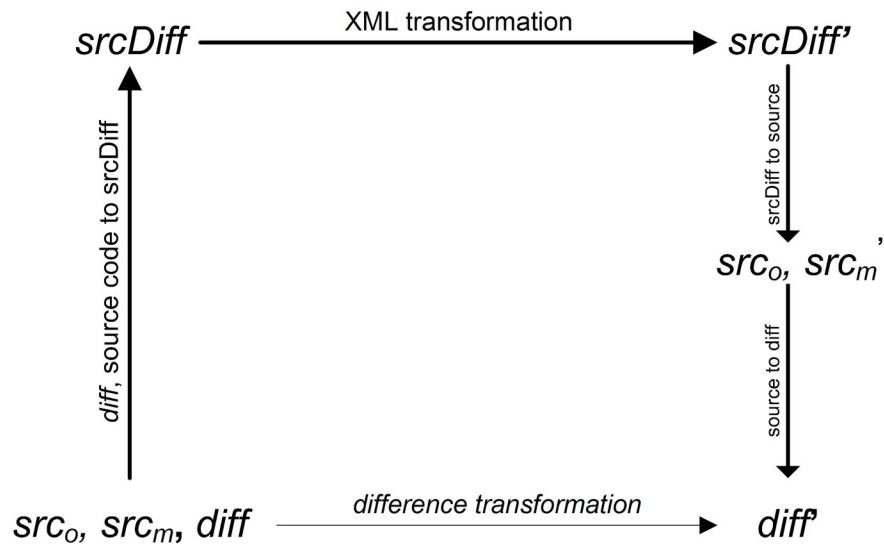 srcDiff
XML transformation
srcDiff'
diff, source code to srcDiff
srcDiff to source
srcₒ, srcₘ'
source to diff
srcₒ, srcₘ, diff
difference transformation
diff'